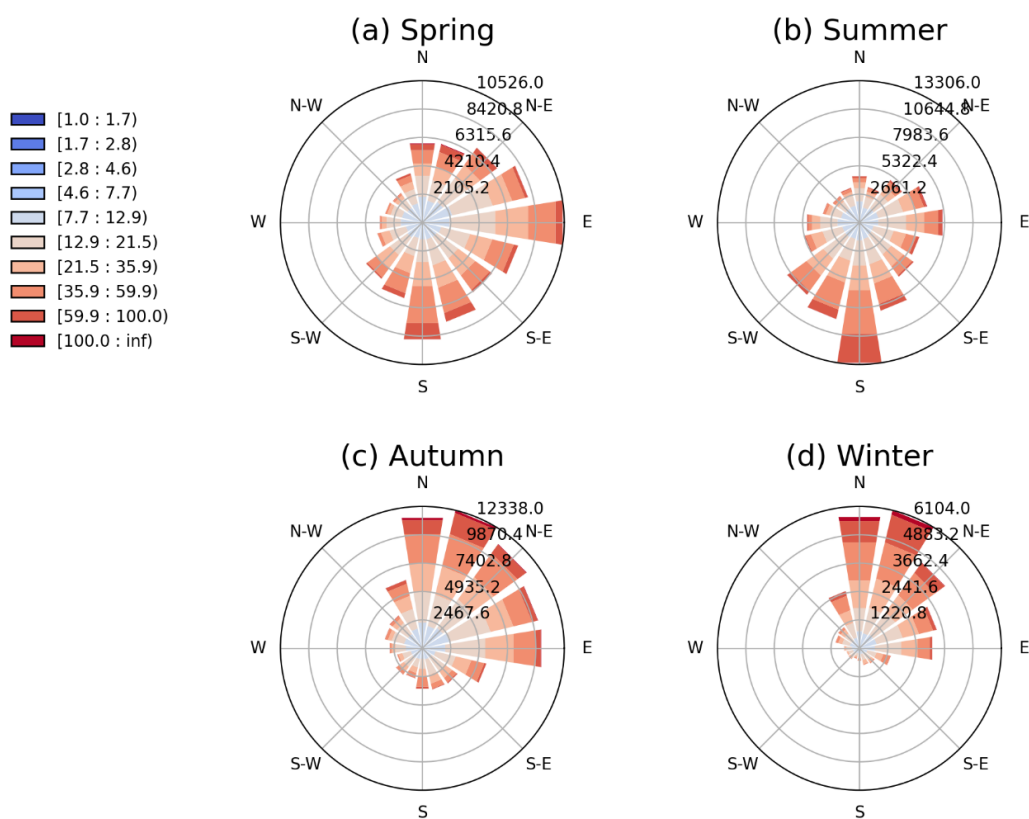 (a) Spring
N
10526.0
N-W
8420.8
N-E
6315.6
4210.4
2105.2
W
E
S-W
S-E
S
(b) Summer
N
13306.0
N-W
10644.8
N-E
7983.6
5322.4
2661.2
W
E
S-W
S-E
S
[1.0 : 1.7)
[1.7 : 2.8)
[2.8 : 4.6)
[4.6 : 7.7)
[7.7 : 12.9)
[12.9 : 21.5)
[21.5 : 35.9)
[35.9 : 59.9)
[59.9 : 100.0)
[100.0 : inf)
(c) Autumn
N
12338.0
N-W
9870.4
N-E
7402.8
4935.2
2467.6
W
E
S-W
S-E
S
(d) Winter
N
6104.0
N-W
4883.2
N-E
3662.4
2441.6
1220.8
W
E
S-W
S-E
S